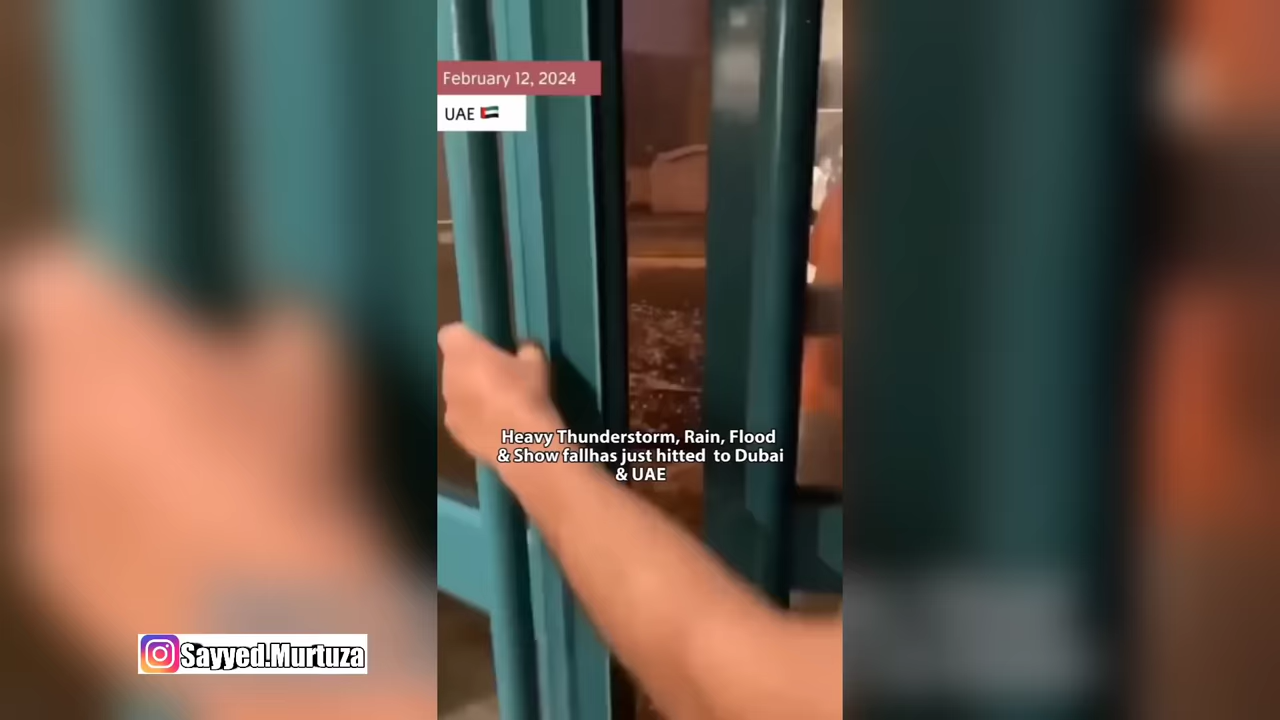 February 12, 2024
UAE 🇦🇪
Heavy Thunderstorm, Rain, Flood
& Show fallhas just hitted to Dubai
& UAE
Sayyed.Murtuza